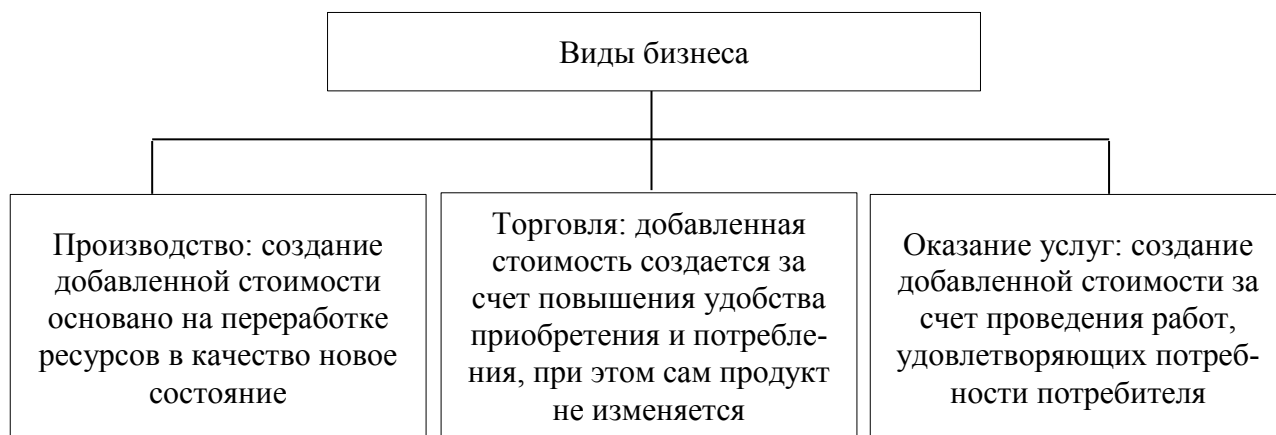 Виды бизнеса
Производство: создание
добавленной стоимости
основано на переработке
ресурсов в качество новое
состояние
Торговля: добавленная
стоимость создается за
счет повышения удобства
приобретения и потребле-
ния, при этом сам продукт
не изменяется
Оказание услуг: создание
добавленной стоимости за
счет проведения работ,
удовлетворяющих потреб-
ности потребителя